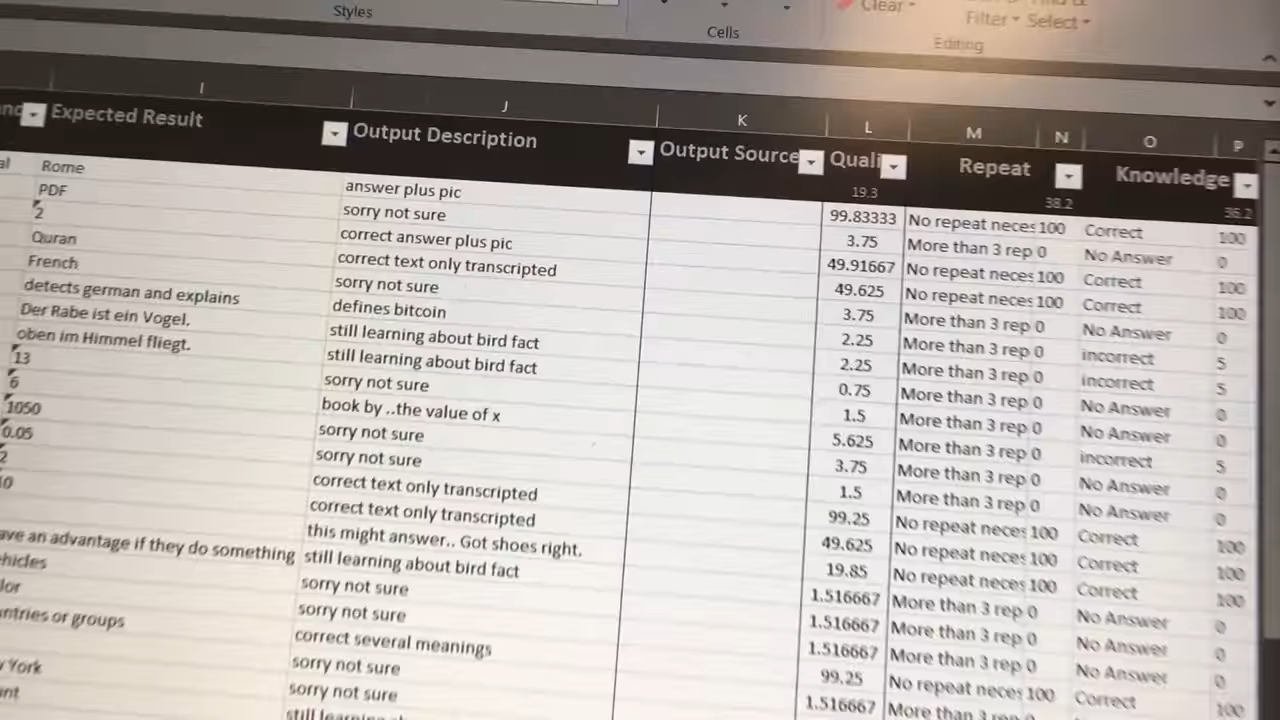 Styles
Cells
Clear
Filter Select
Editing
I J K L M N O P
Expected Result Output Description Output Source Quali Repeat Knowledge
19.3 38.2 36.2
al Rome answer plus pic 99.83333 No repeat neces 100 Correct 100
PDF sorry not sure 3.75 More than 3 rep 0 No Answer 0
2 correct answer plus pic 49.91667 No repeat neces 100 Correct 100
Quran correct text only transcripted 49.625 No repeat neces 100 Correct 100
French sorry not sure 3.75 More than 3 rep 0 No Answer 0
detects german and explains defines bitcoin 2.25 More than 3 rep 0 incorrect 5
Der Rabe ist ein Vogel. still learning about bird fact 2.25 More than 3 rep 0 incorrect 5
oben im Himmel fliegt. still learning about bird fact 0.75 More than 3 rep 0 No Answer 0
13 sorry not sure 1.5 More than 3 rep 0 No Answer 0
6 book by ..the value of x 5.625 More than 3 rep 0 incorrect 5
1050 sorry not sure 3.75 More than 3 rep 0 No Answer 0
0.05 sorry not sure 1.5 More than 3 rep 0 No Answer 0
2 correct text only transcripted 99.25 No repeat neces 100 Correct 100
correct text only transcripted 49.625 No repeat neces 100 Correct 100
this might answer.. Got shoes right. 19.85 No repeat neces 100 Correct 100
ave an advantage if they do something still learning about bird fact 1.516667 More than 3 rep 0 No Answer 0
ehicles sorry not sure 1.516667 More than 3 rep 0 No Answer 0
lor sorry not sure 1.516667 More than 3 rep 0 No Answer 0
untries or groups correct several meanings 99.25 No repeat neces 100 Correct 100
York sorry not sure 1.516667 More than 3 rep
sorry not sure
still learning